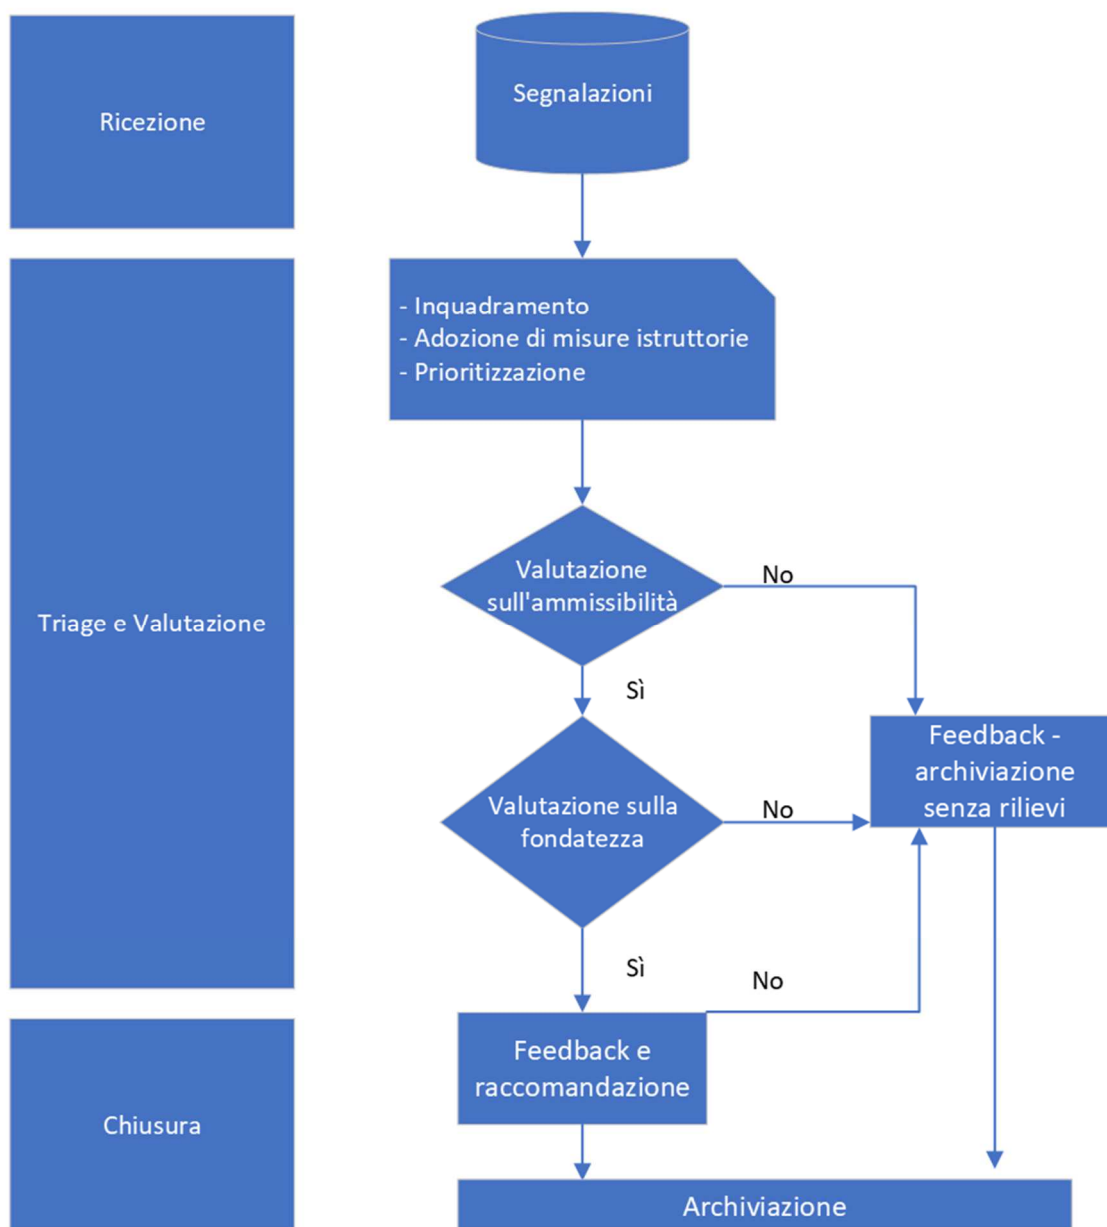 Ricezione
Segnalazioni
- Inquadramento
- Adozione di misure istruttorie
- Prioritizzazione
Triage e Valutazione
Valutazione
sull'ammissibilità
No
Sì
Feedback -
archiviazione
senza rilievi
Valutazione sulla
fondatezza
No
Sì
No
Feedback e
raccomandazione
Chiusura
Archiviazione